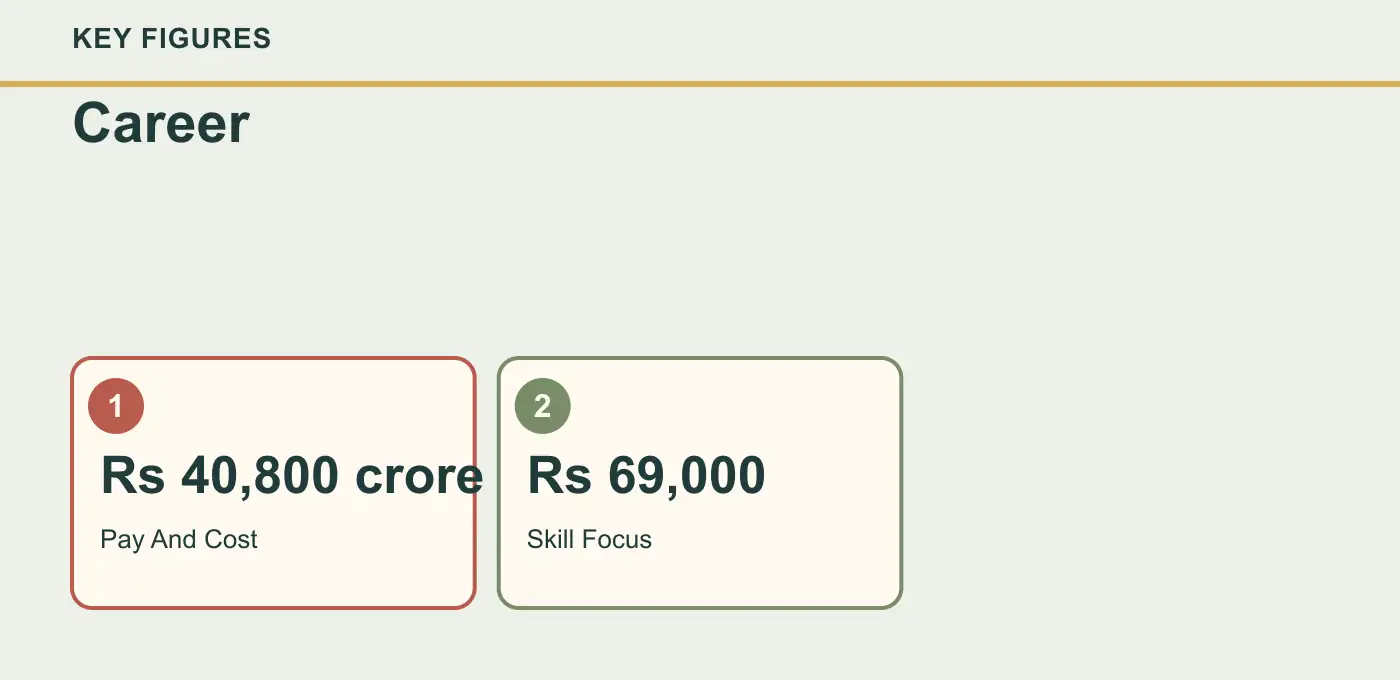 KEY FIGURES
Career
1
Rs 40,800 crore
Pay And Cost
2
Rs 69,000
Skill Focus